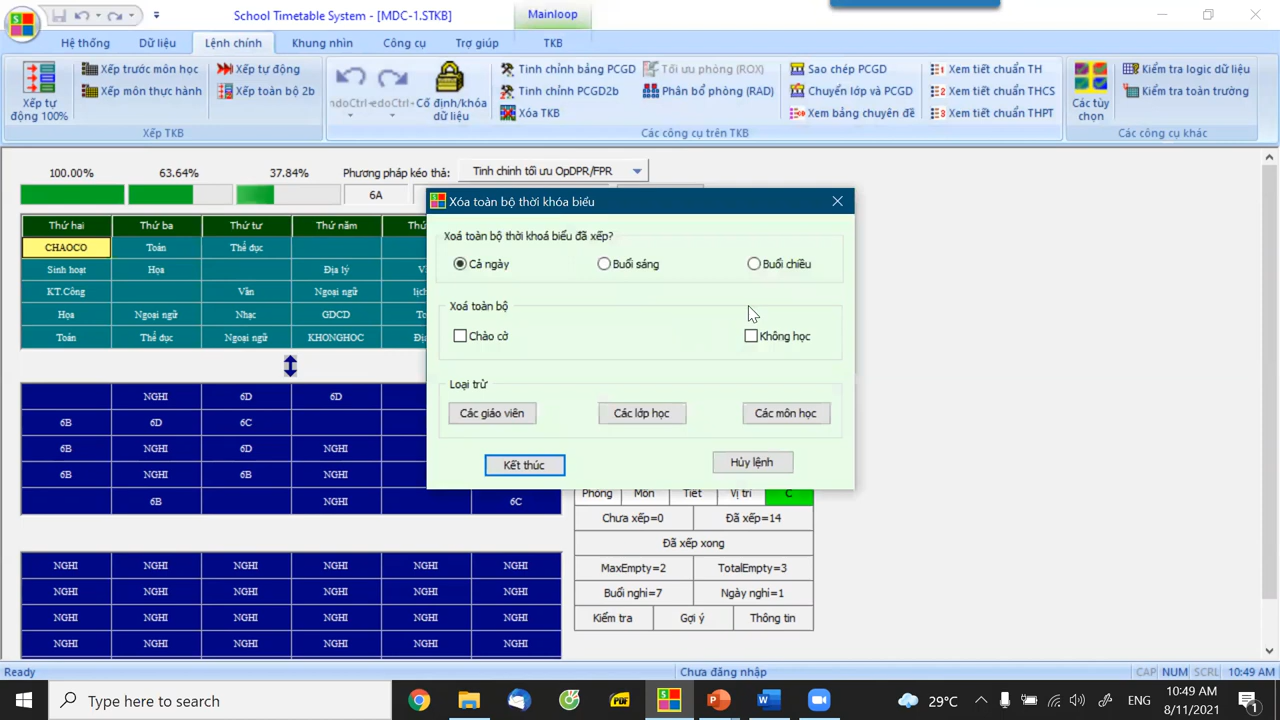 School Timetable System - [MDC-1.STKB]
Mainloop
Hệ thống Dữ liệu Lệnh chính Khung nhìn Công cụ Trợ giúp TKB
Xếp tự động 100%
Xếp trước môn học
Xếp môn thực hành
Xếp tự động
Xếp toàn bộ 2b
Xếp TKB
Cố định/khóa dữ liệu
Tinh chỉnh bảng PCGD
Tinh chỉnh PCGD2b
Xóa TKB
Tối ưu phòng (ROX)
Phân bổ phòng (RAD)
Sao chép PCGD
Chuyển lớp và PCGD
Xem bảng chuyên đề
Xem tiết chuẩn TH
Xem tiết chuẩn THCS
Xem tiết chuẩn THPT
Các công cụ trên TKB
Các tùy chọn
Kiểm tra logic dữ liệu
Kiểm tra toàn trường
Các công cụ khác
100.00% 63.64% 37.84% Phương pháp kéo thả: Tinh chỉnh tối ưu OpDPR/FPR
6A
Thứ hai Thứ ba Thứ tư Thứ năm
CHAOCO Toán Thể dục
Sinh hoạt Họa Địa lý
KT.Công Văn Ngoại ngữ
Họa Ngoại ngữ Nhạc GDCD
Toán Thể dục Ngoại ngữ KHONGHOC
NGHI 6D 6D
6B 6D 6C
6B NGHI 6D NGHI
6B NGHI 6B NGHI
6B NGHI 6C
NGHI NGHI NGHI NGHI NGHI NGHI
NGHI NGHI NGHI NGHI NGHI NGHI
NGHI NGHI NGHI NGHI NGHI NGHI
NGHI NGHI NGHI NGHI NGHI NGHI
Xóa toàn bộ thời khóa biểu
Xoá toàn bộ thời khoá biểu đã xếp?
Cả ngày Buổi sáng Buổi chiều
Xoá toàn bộ
Chào cờ Không học
Loại trừ
Các giáo viên Các lớp học Các môn học
Kết thúc Hủy lệnh
Phòng Môn Tiết Vị trí C
Chưa xếp=0 Đã xếp=14
Đã xếp xong
MaxEmpty=2 TotalEmpty=3
Buổi nghi=7 Ngày nghi=1
Kiểm tra Gợi ý Thông tin
Ready Chưa đăng nhập CAP NUM SCRL 10:49 AM
Type here to search
29°C
ENG
10:49 AM
8/11/2021
1